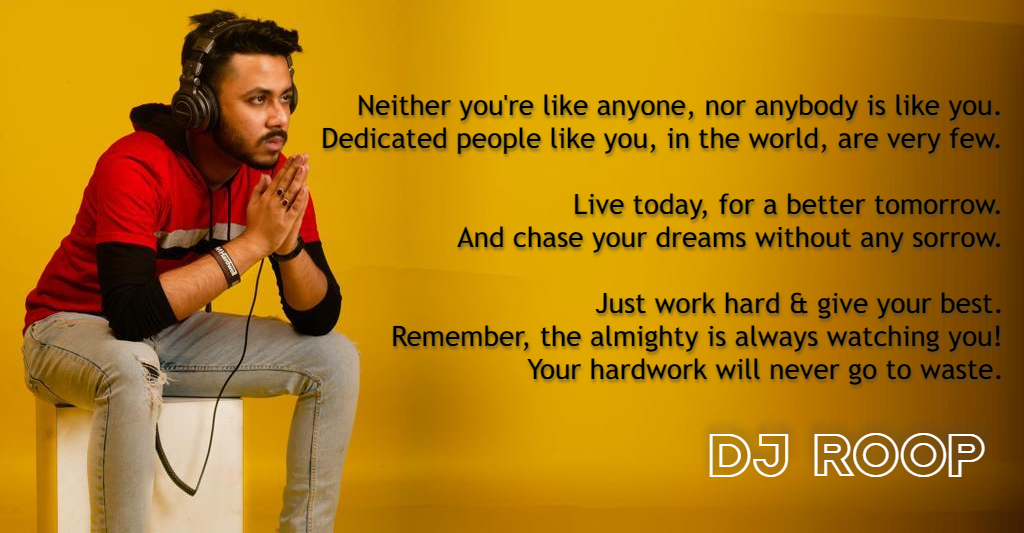 Neither you're like anyone, nor anybody is like you.
Dedicated people like you, in the world, are very few.
Live today, for a better tomorrow.
And chase your dreams without any sorrow.
Just work hard & give your best.
Remember, the almighty is always watching you!
Your hardwork will never go to waste.
DJ ROOP